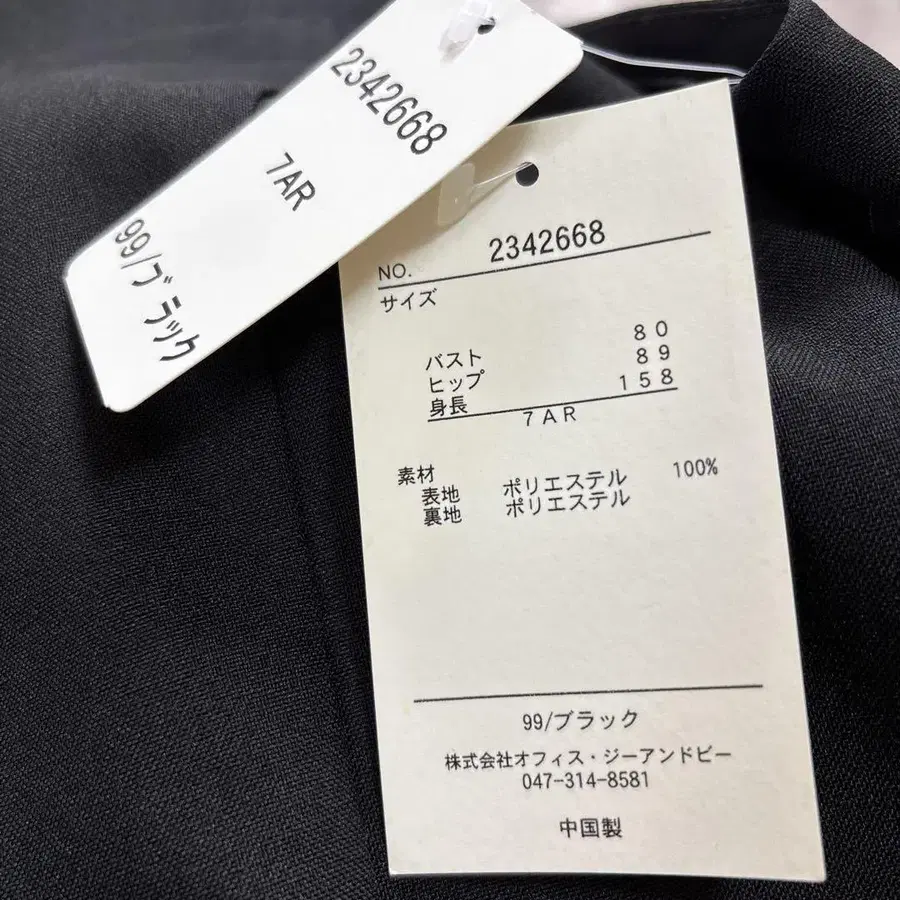 2342668
7AR
99/ブラック
NO. 2342668
サイズ
バスト 80
ヒップ 89
身長 158
7AR
素材
表地 ポリエステル 100%
裏地 ポリエステル
99/ブラック
株式会社オフィス・ジーアンドビー
047-314-8581
中国製